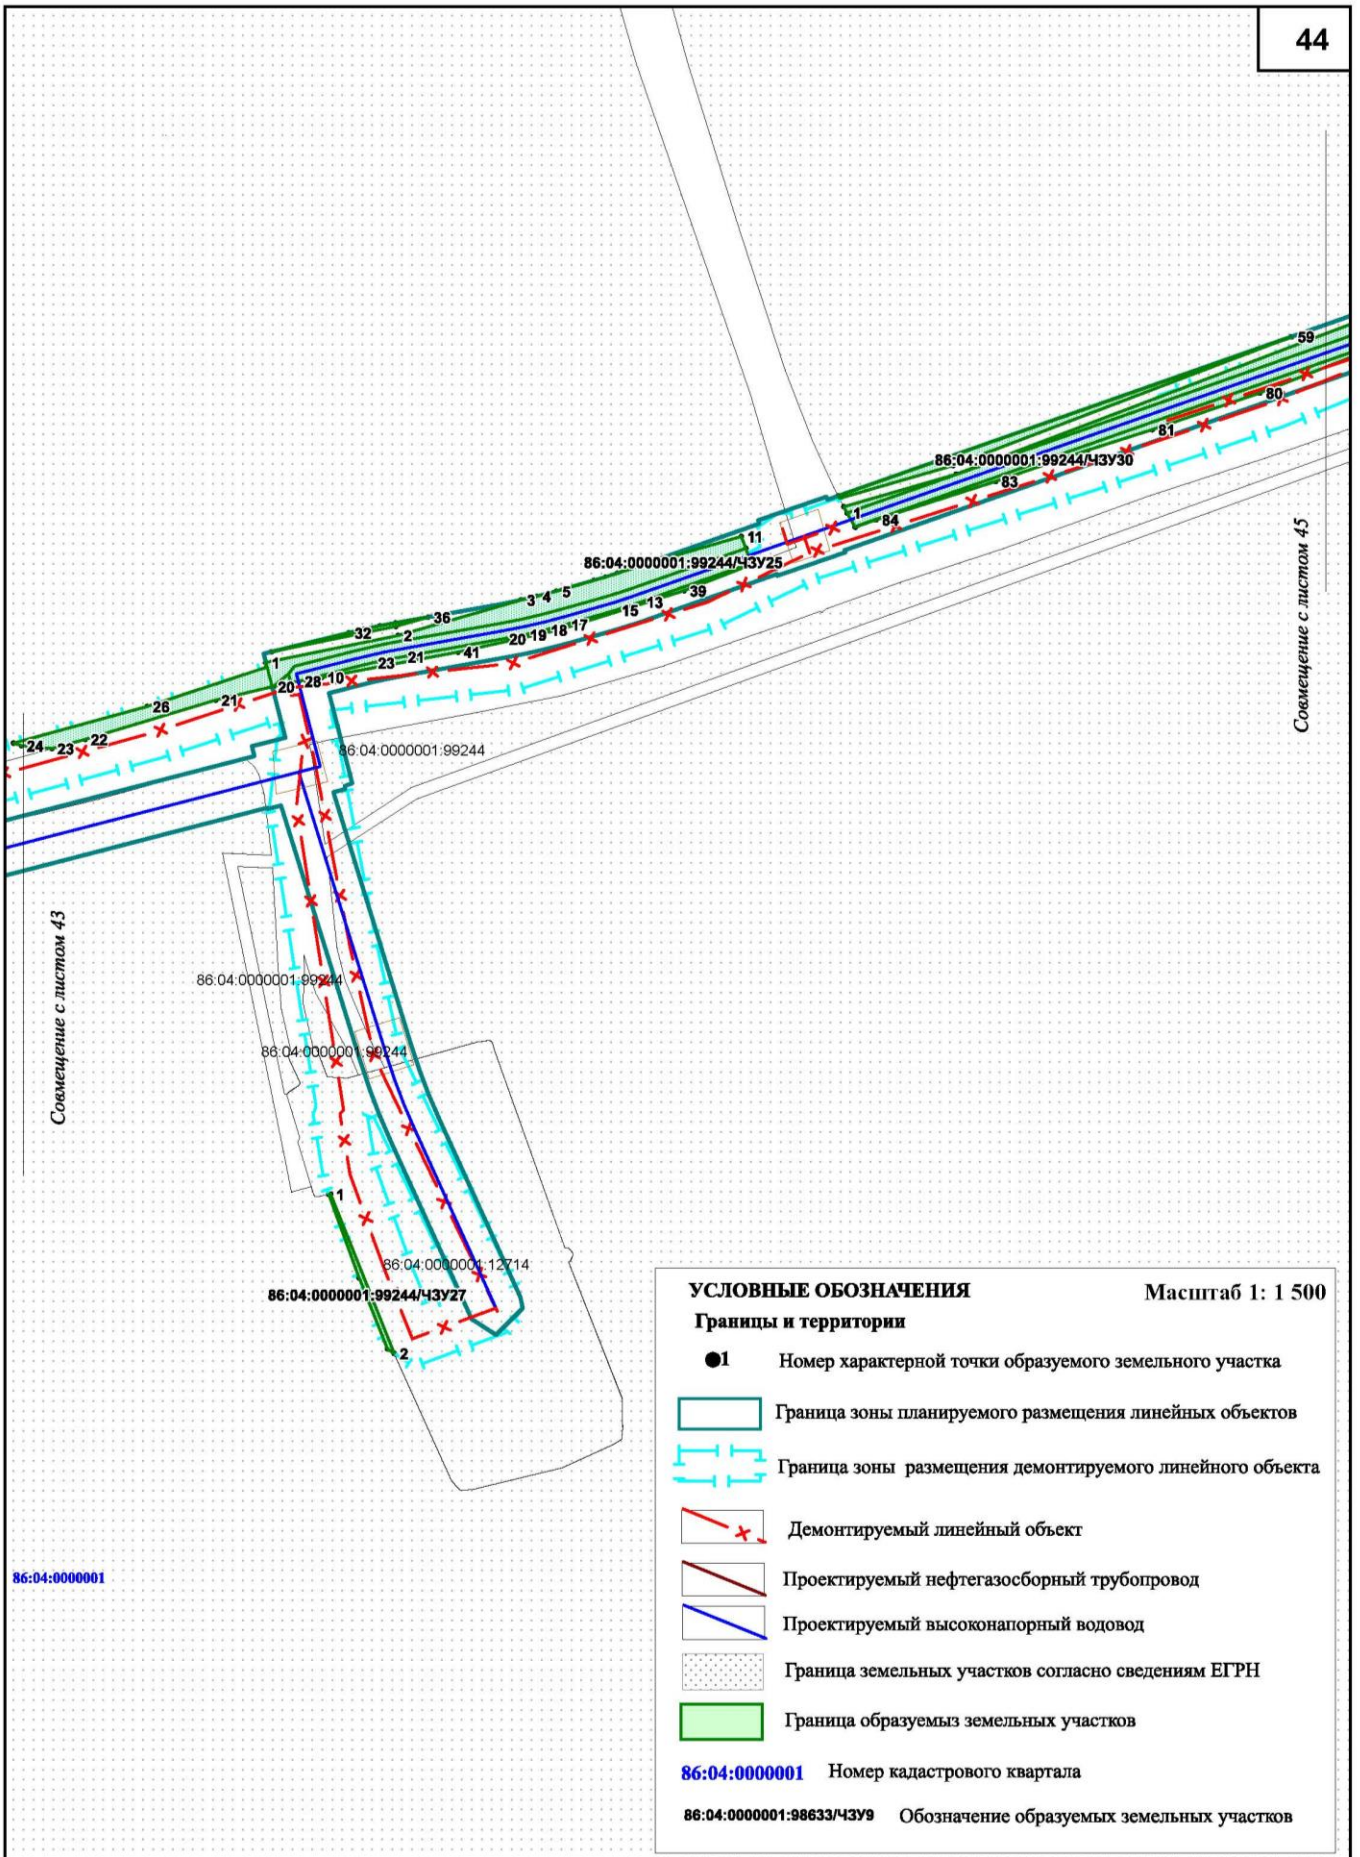 44
59
80
81
86:04:0000001:99244/ЧЗУ30
83
1
84
11
86:04:0000001:99244/ЧЗУ25
39
3 4 5
36
32
2
15 13
20 19 18 17
41
23 21
1
20 28 10
26
21
24 23 22
86:04:0000001:99244
Совмещение с листом 45
Совмещение с листом 43
86:04:0000001:99244
86:04:0000001:99244
1
86:04:0000001:12714
86:04:0000001:99244/ЧЗУ27
2
86:04:0000001
УСЛОВНЫЕ ОБОЗНАЧЕНИЯ Масштаб 1: 1 500
Границы и территории
1 Номер характерной точки образуемого земельного участка
Граница зоны планируемого размещения линейных объектов
Граница зоны размещения демонтируемого линейного объекта
Демонтируемый линейный объект
Проектируемый нефтегазосборный трубопровод
Проектируемый высоконапорный водовод
Граница земельных участков согласно сведениям ЕГРН
Граница образуемыз земельных участков
86:04:0000001 Номер кадастрового квартала
86:04:0000001:98633/ЧЗУ9 Обозначение образуемых земельных участков